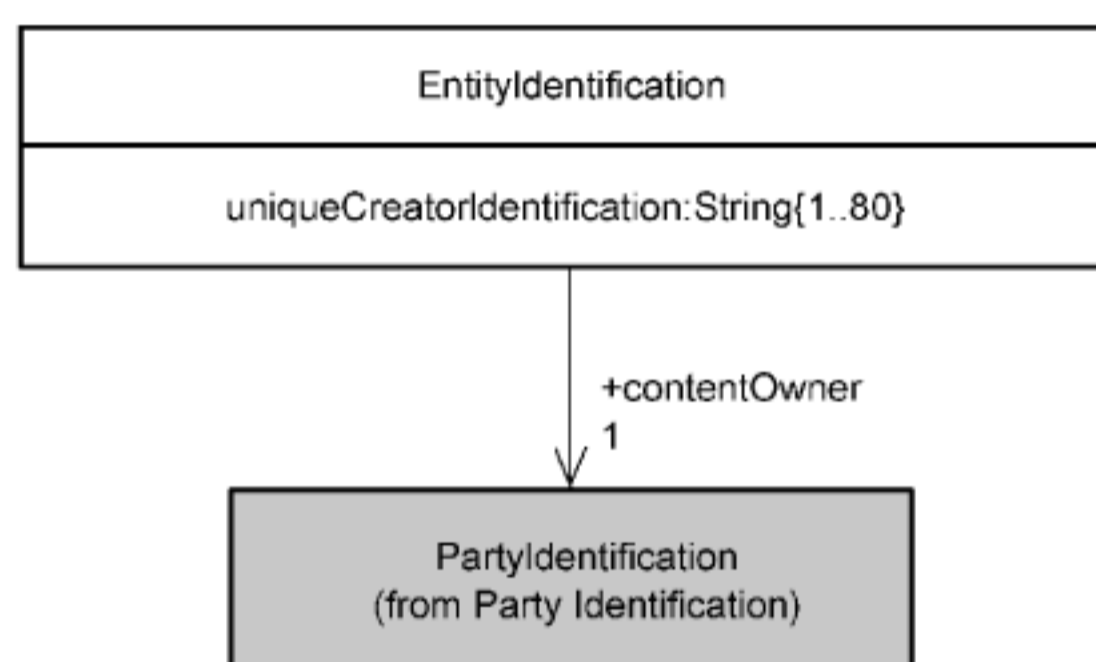 EntityIdentification
uniqueCreatorIdentification:String{1..80}
+contentOwner
1
PartyIdentification
(from Party Identification)